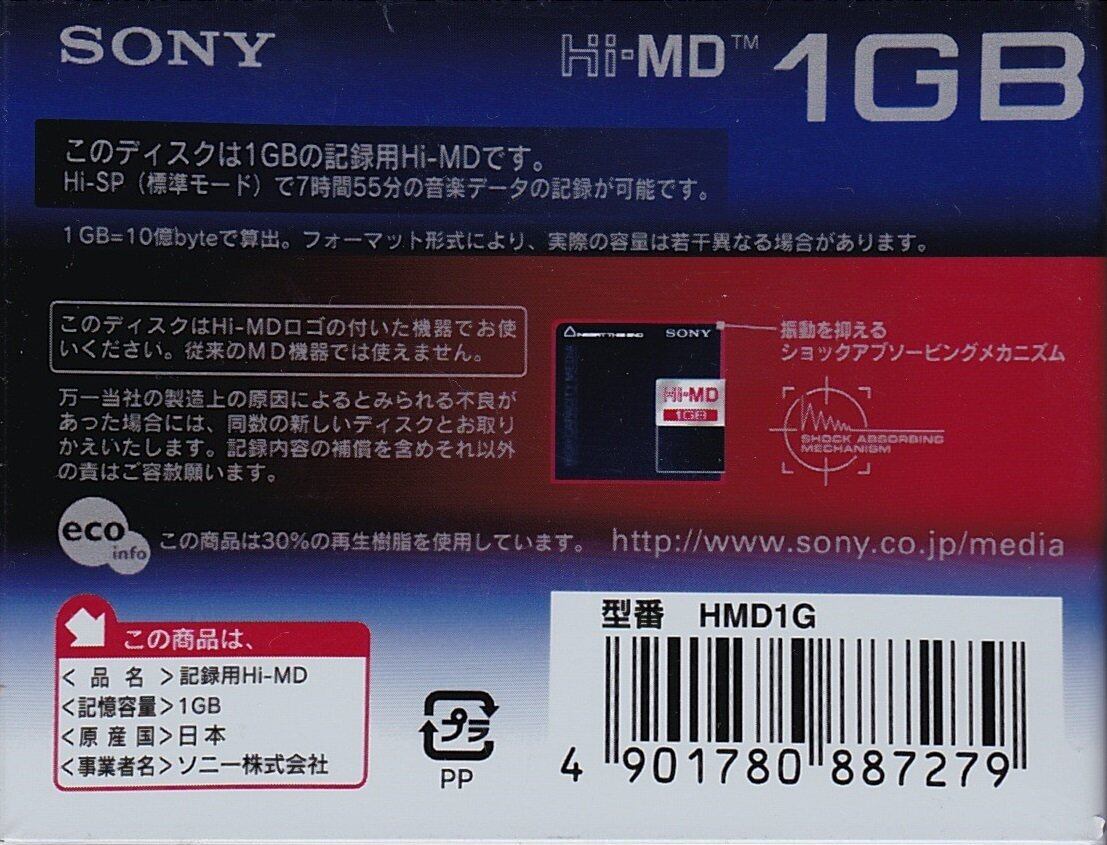 SONY
Hi-MD™ 1GB
このディスクは1GBの記録用Hi-MDです。
Hi-SP（標準モード）で7時間55分の音楽データの記録が可能です。
1GB=10億byteで算出。フォーマット形式により、実際の容量は若干異なる場合があります。
このディスクはHi-MDロゴの付いた機器でお使
いください。従来のMD機器では使えません。
万一当社の製造上の原因によるとみられる不良が
あった場合には、同数の新しいディスクとお取り
かえいたします。記録内容の補償を含めそれ以外
の責はご容赦願います。
SONY
Hi-MD
1GB
振動を抑える
ショックアブソービングメカニズム
SHOCK ABSORBING
MECHANISM
eco
info
この商品は30%の再生樹脂を使用しています。
http://www.sony.co.jp/media
この商品は、
<品名>記録用Hi-MD
<記憶容量>1GB
<原産国>日本
<事業者名>ソニー株式会社
プラ
PP
型番 HMD1G
4 901780 887279